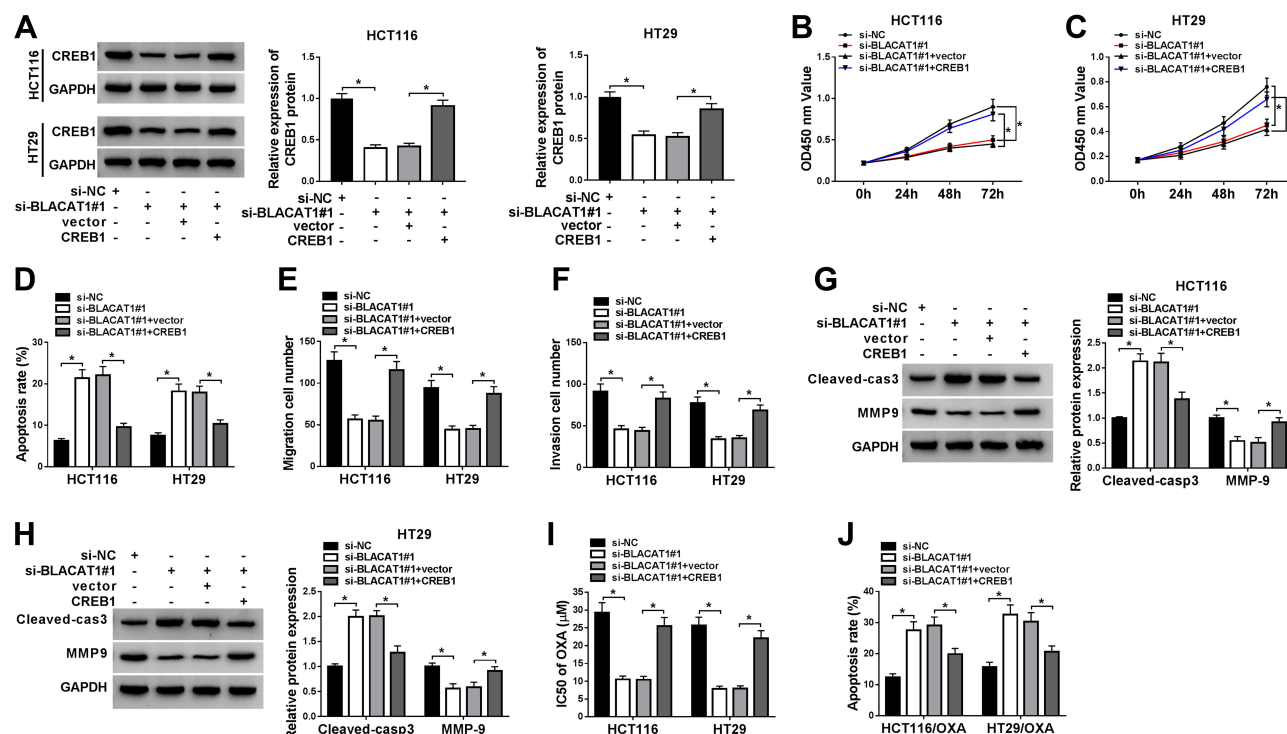 A
HCT116
CREB1
GAPDH
HT29
CREB1
GAPDH
si-NC + - - -
si-BLACAT1#1 - + + +
vector - - + -
CREB1 - - - +
HCT116
Relative expression of
CREB1 protein
1.5
1.0
0.5
0.0
* *
si-NC + - - -
si-BLACAT1#1 - + + +
vector - - + -
CREB1 - - - +
HT29
Relative expression of
CREB1 protein
1.5
1.0
0.5
0.0
* *
si-NC + - - -
si-BLACAT1#1 - + + +
vector - - + -
CREB1 - - - +
B
HCT116
si-NC
si-BLACAT1#1
si-BLACAT1#1+vector
si-BLACAT1#1+CREB1
OD450 nm Value
1.5
1.0
0.5
0.0
* *
0h 24h 48h 72h
C
HT29
si-NC
si-BLACAT1#1
si-BLACAT1#1+vector
si-BLACAT1#1+CREB1
OD450 nm Value
1.0
0.8
0.6
0.4
0.2
0.0
* *
0h 24h 48h 72h
D
si-NC
si-BLACAT1#1
si-BLACAT1#1+vector
si-BLACAT1#1+CREB1
Apoptosis rate (%)
30
20
10
0
* * * *
HCT116 HT29
E
si-NC
si-BLACAT1#1
si-BLACAT1#1+vector
si-BLACAT1#1+CREB1
Migration cell number
150
100
50
0
* * * *
HCT116 HT29
F
si-NC
si-BLACAT1#1
si-BLACAT1#1+vector
si-BLACAT1#1+CREB1
Invasion cell number
150
100
50
0
* * * *
HCT116 HT29
G
si-NC + - - -
si-BLACAT1#1 - + + +
vector - - + -
CREB1 - - - +
Cleaved-cas3
MMP9
GAPDH
HCT116
si-NC
si-BLACAT1#1
si-BLACAT1#1+vector
si-BLACAT1#1+CREB1
Relative protein expression
2.5
2.0
1.5
1.0
0.5
0.0
* * * *
Cleaved-casp3 MMP-9
H
si-NC + - - -
si-BLACAT1#1 - + + +
vector - - + -
CREB1 - - - +
Cleaved-cas3
MMP9
GAPDH
HT29
si-NC
si-BLACAT1#1
si-BLACAT1#1+vector
si-BLACAT1#1+CREB1
Relative protein expression
2.5
2.0
1.5
1.0
0.5
0.0
* * * *
Cleaved-casp3 MMP-9
I
si-NC
si-BLACAT1#1
si-BLACAT1#1+vector
si-BLACAT1#1+CREB1
IC50 of OXA (μM)
35
30
25
20
15
10
5
0
* * * *
HCT116 HT29
J
si-NC
si-BLACAT1#1
si-BLACAT1#1+vector
si-BLACAT1#1+CREB1
Apoptosis rate (%)
40
30
20
10
0
* * * *
HCT116/OXA HT29/OXA